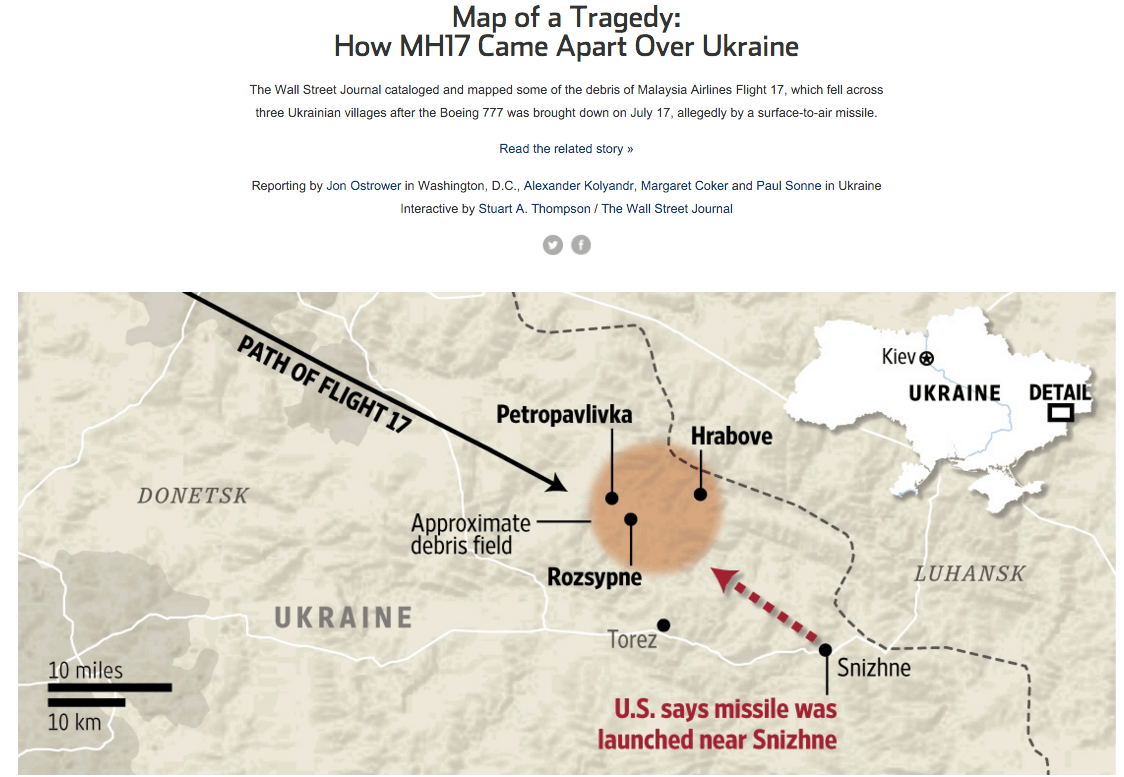 Map of a Tragedy:
How MH17 Came Apart Over Ukraine
The Wall Street Journal cataloged and mapped some of the debris of Malaysia Airlines Flight 17, which fell across
three Ukrainian villages after the Boeing 777 was brought down on July 17, allegedly by a surface-to-air missile.
Read the related story »
Reporting by Jon Ostrower in Washington, D.C., Alexander Kolyandr, Margaret Coker and Paul Sonne in Ukraine
Interactive by Stuart A. Thompson / The Wall Street Journal
PATH OF FLIGHT 17
Kiev
UKRAINE
DETAIL
Petropavlivka
Hrabove
DONETSK
Approximate
debris field
Rozsypne
LUHANSK
UKRAINE
Torez
Snizhne
10 miles
10 km
U.S. says missile was
launched near Snizhne